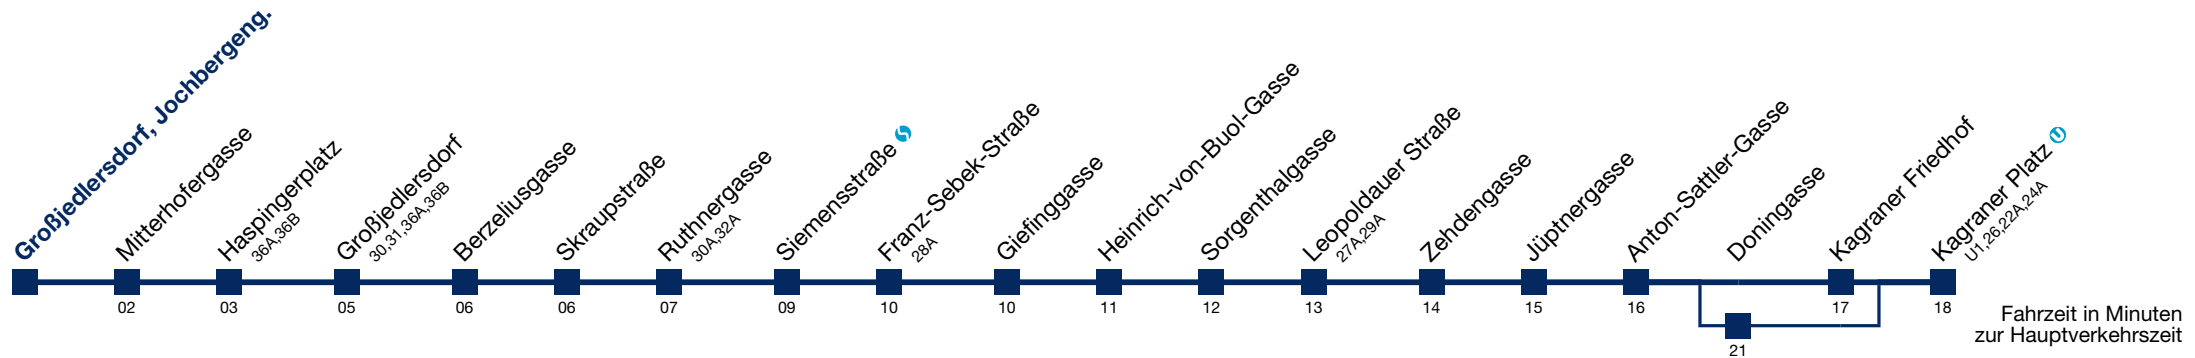 Großjedlersdorf, Jochbergeng.
Mitterhofergasse
Haspingerplatz
36A,36B
Großjedlersdorf
30,31,36A,36B
Berzeliusgasse
Skraupstraße
Ruthnergasse
30A,32A
Siemensstraße S
Franz-Sebek-Straße
28A
Giefinggasse
Heinrich-von-Buol-Gasse
Sorgenthalgasse
Leopoldauer Straße
27A,29A
Zehdengasse
Jüptnergasse
Anton-Sattler-Gasse
Doningasse
Kagraner Friedhof
Kagraner Platz U
U1,26,22A,24A
02 03 05 06 06 07 09 10 10 11 12 13 14 15 16 17 18
21
Fahrzeit in Minuten
zur Hauptverkehrszeit